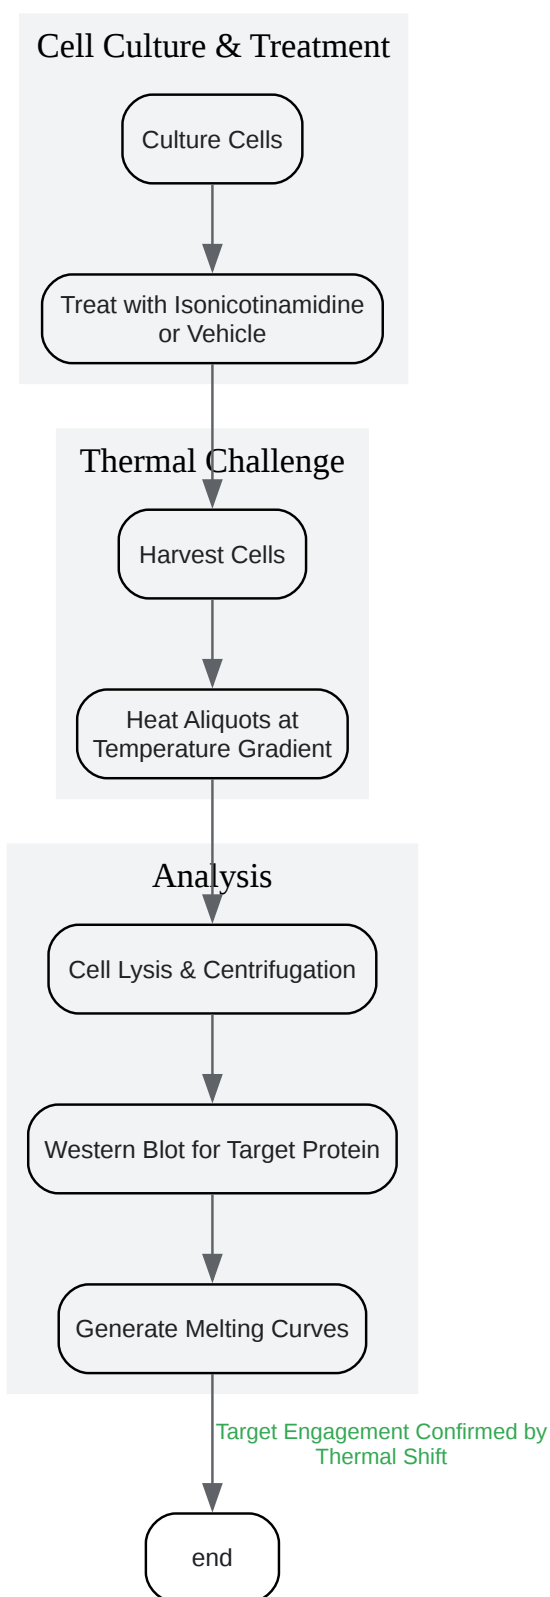 Cell Culture & Treatment
Culture Cells
Treat with Isonicotinamidine
or Vehicle
Thermal Challenge
Harvest Cells
Heat Aliquots at
Temperature Gradient
Analysis
Cell Lysis & Centrifugation
Western Blot for Target Protein
Generate Melting Curves
Target Engagement Confirmed by
Thermal Shift
end